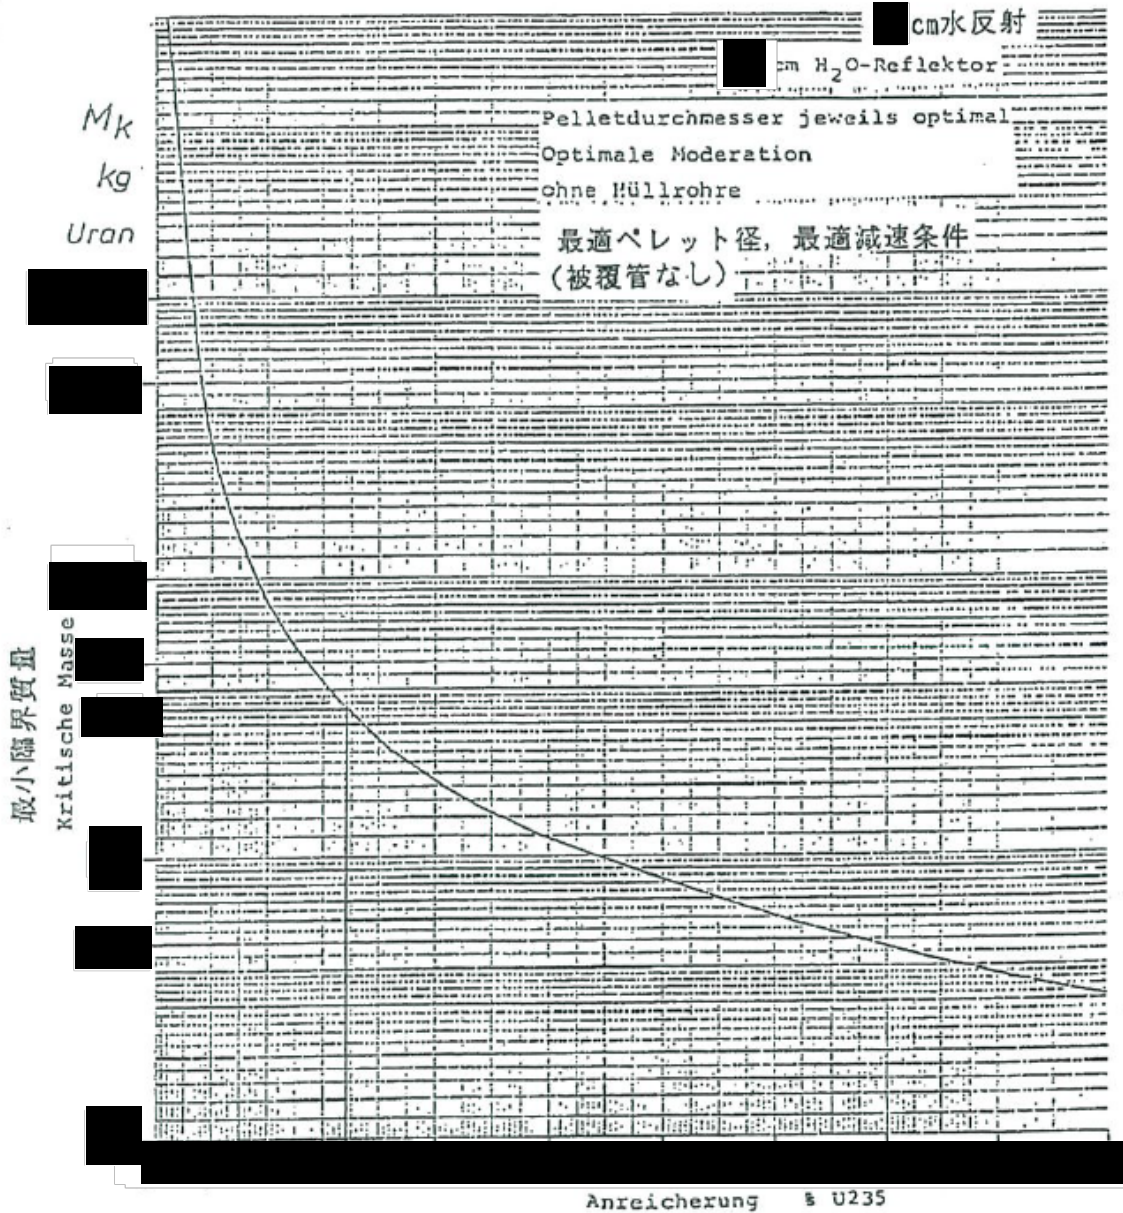 cm水反射
cm H₂O-Reflektor
Pelletdurchmesser jeweils optimal
Optimale Moderation
ohne Hüllrohre
最適ペレット径，最適減速条件
(被覆管なし)
Mk
kg
Uran
最小臨界質量
Kritische Masse
Anreicherung % U235